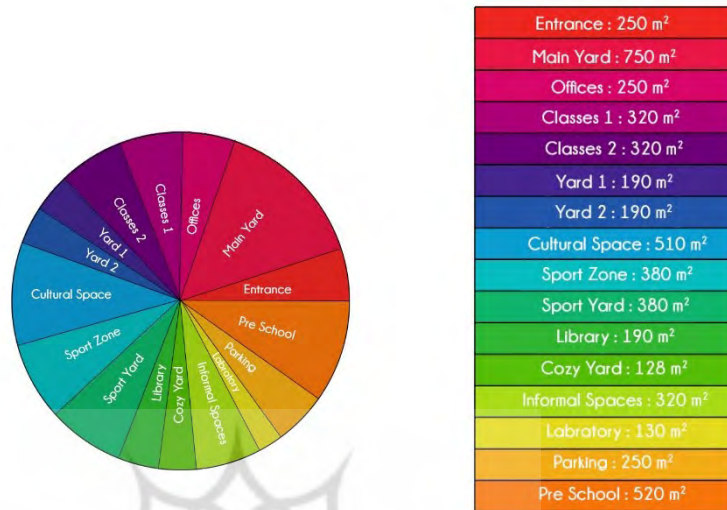 Entrance : 250 m²
Main Yard : 750 m²
Offices : 250 m²
Classes 1 : 320 m²
Classes 2 : 320 m²
Yard 1 : 190 m²
Yard 2 : 190 m²
Cultural Space : 510 m²
Sport Zone : 380 m²
Sport Yard : 380 m²
Library : 190 m²
Cozy Yard : 128 m²
Informal Spaces : 320 m²
Labratory : 130 m²
Parking : 250 m²
Pre School : 520 m²
Entrance
Main Yard
Offices
Classes 1
Classes 2
Yard 1
Yard 2
Cultural Space
Sport Zone
Sport Yard
Library
Cozy Yard
Informal Spaces
Labratory
Parking
Pre School